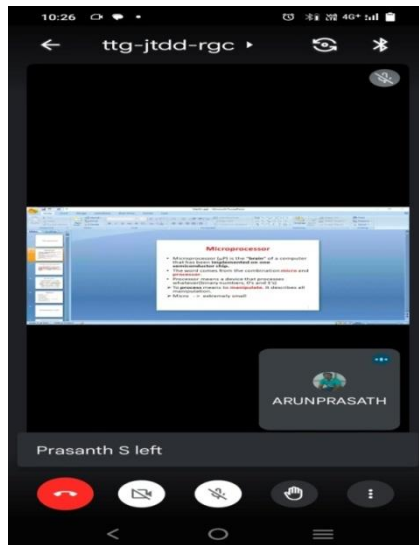 10:26
4G+
ttg-jtdd-rgc
Microprocessor
• Microprocessor (µP) is the "brain" of a computer
that has been implemented on one
semiconductor chip.
• The word comes from the combination micro and
processor.
• Processor means a device that processes
whatever(binary numbers, 0's and 1's)
➤ To process means to manipulate. It describes all
manipulation.
➤ Micro -> extremely small
ARUNPRASATH
Prasanth S left